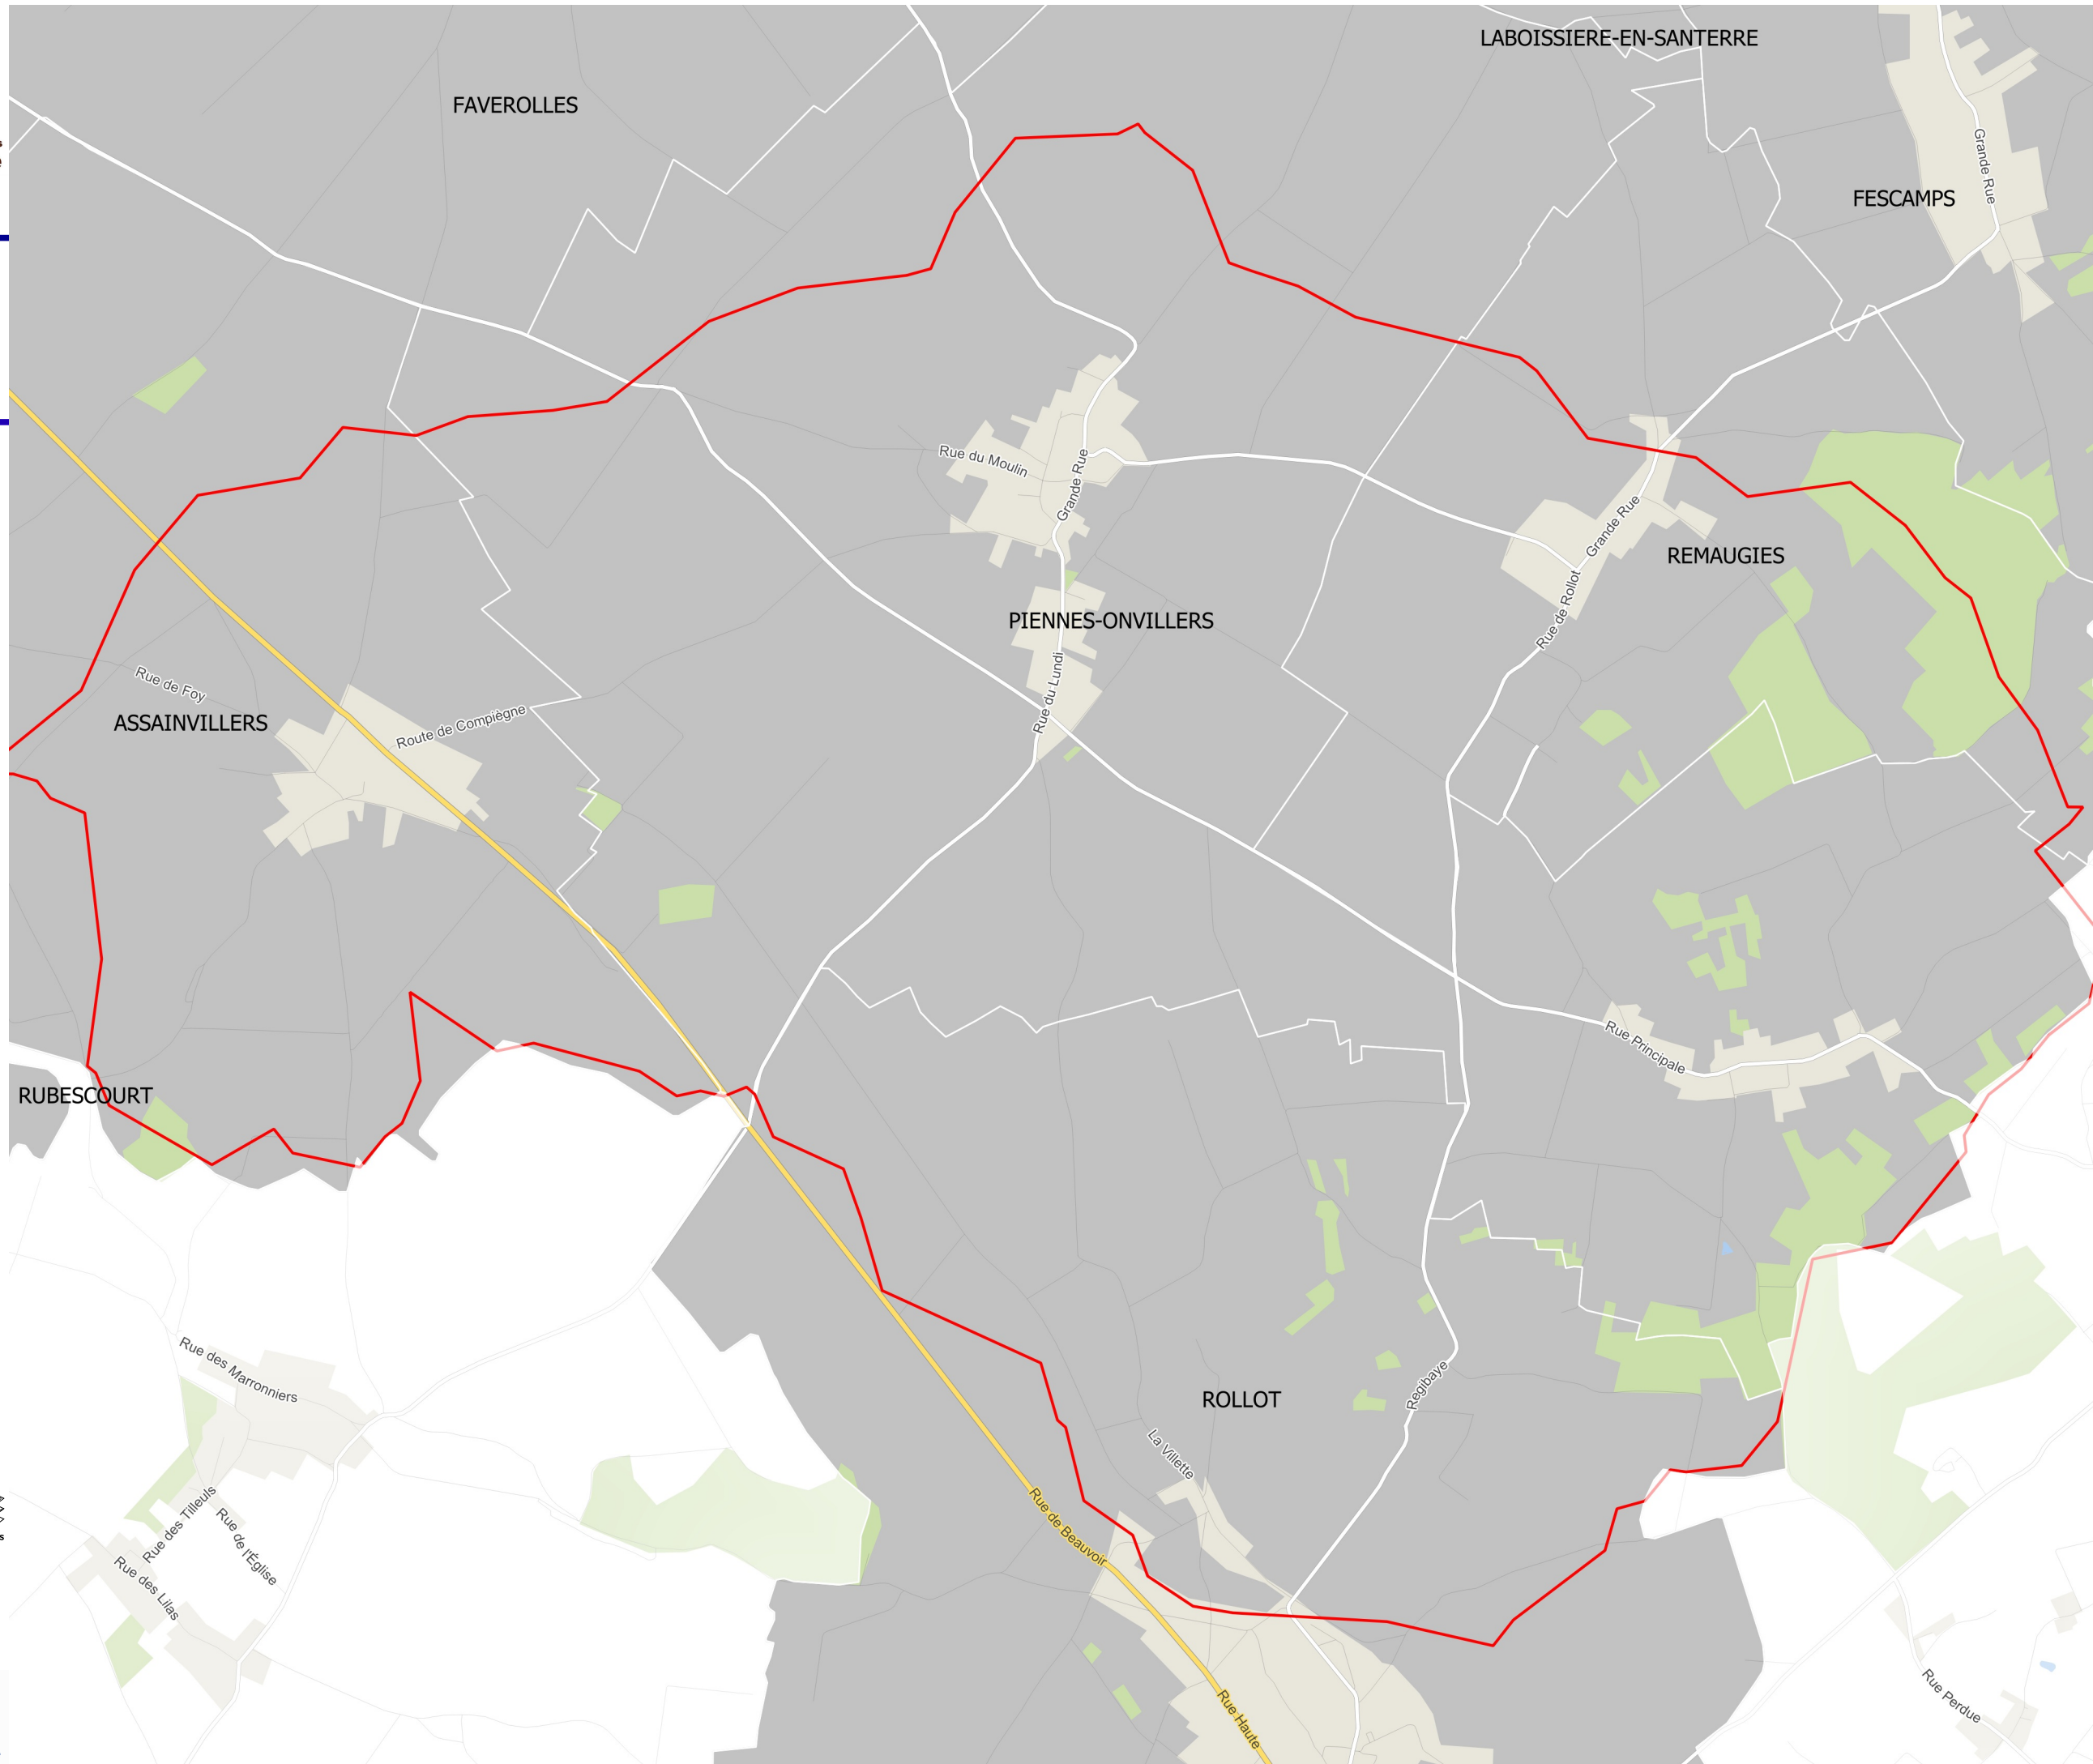 LABOISSIERE-EN-SANTERRE
FAVEROLLES
Grande Rue
FESCAMPS
Rue du Moulin
Grande Rue
Grande Rue
REMAUGIES
Rue de Rollot
PIENNES-ONVILLERS
Rue du Lundi
Rue de Foy
ASSAINVILLERS
Route de Compiègne
Rue Principale
RUBESCOURT
Rue des Marronniers
ROLLOT
Regibaye
La Villette
Rue de Beauvoir
Rue des Tilleuls
Rue de l'Église
Rue des Lilas
Rue Haute
Rue Perdue